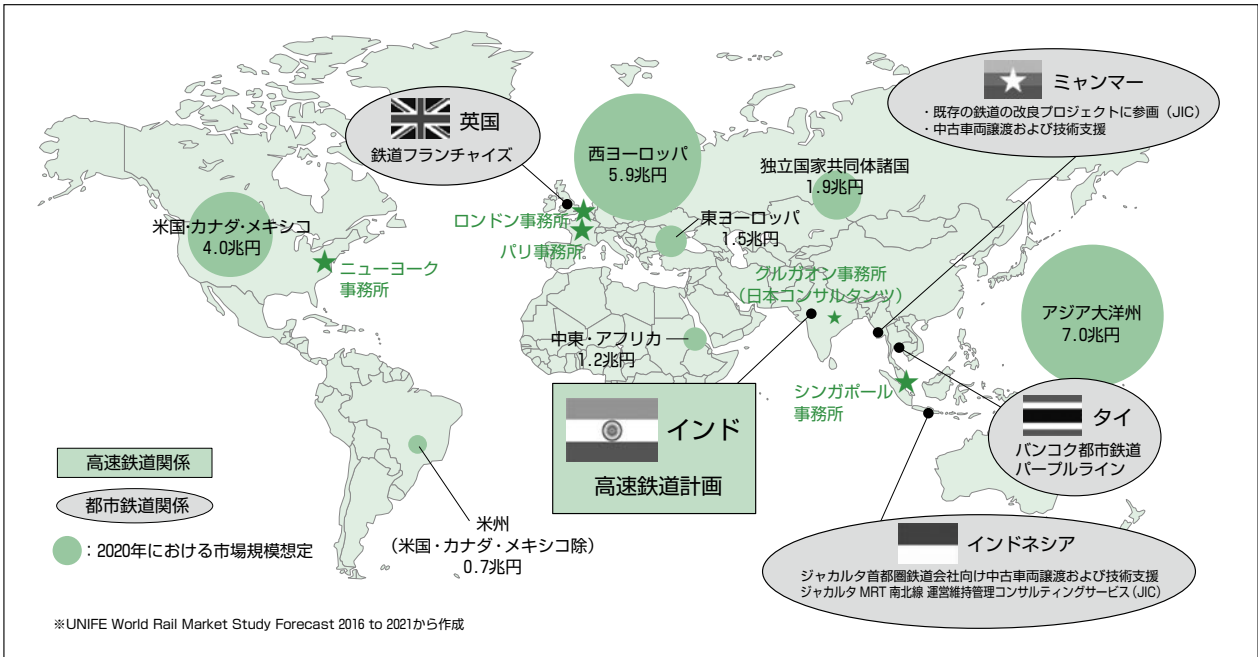 ミャンマー
・既存の鉄道の改良プロジェクトに参画（JIC）
・中古車両譲渡および技術支援
英国
鉄道フランチャイズ
西ヨーロッパ
5.9兆円
独立国家共同体諸国
1.9兆円
米国・カナダ・メキシコ
4.0兆円
ロンドン事務所
パリ事務所
東ヨーロッパ
1.5兆円
ニューヨーク
事務所
グルガオン事務所
（日本コンサルタンツ）
アジア大洋州
7.0兆円
中東・アフリカ
1.2兆円
シンガポール
事務所
インド
高速鉄道計画
タイ
バンコク都市鉄道
パープルライン
高速鉄道関係
都市鉄道関係
：2020年における市場規模想定
米州
（米国・カナダ・メキシコ除）
0.7兆円
インドネシア
ジャカルタ首都圏鉄道会社向け中古車両譲渡および技術支援
ジャカルタ MRT 南北線 運営維持管理コンサルティングサービス（JIC）
※UNIFE World Rail Market Study Forecast 2016 to 2021から作成